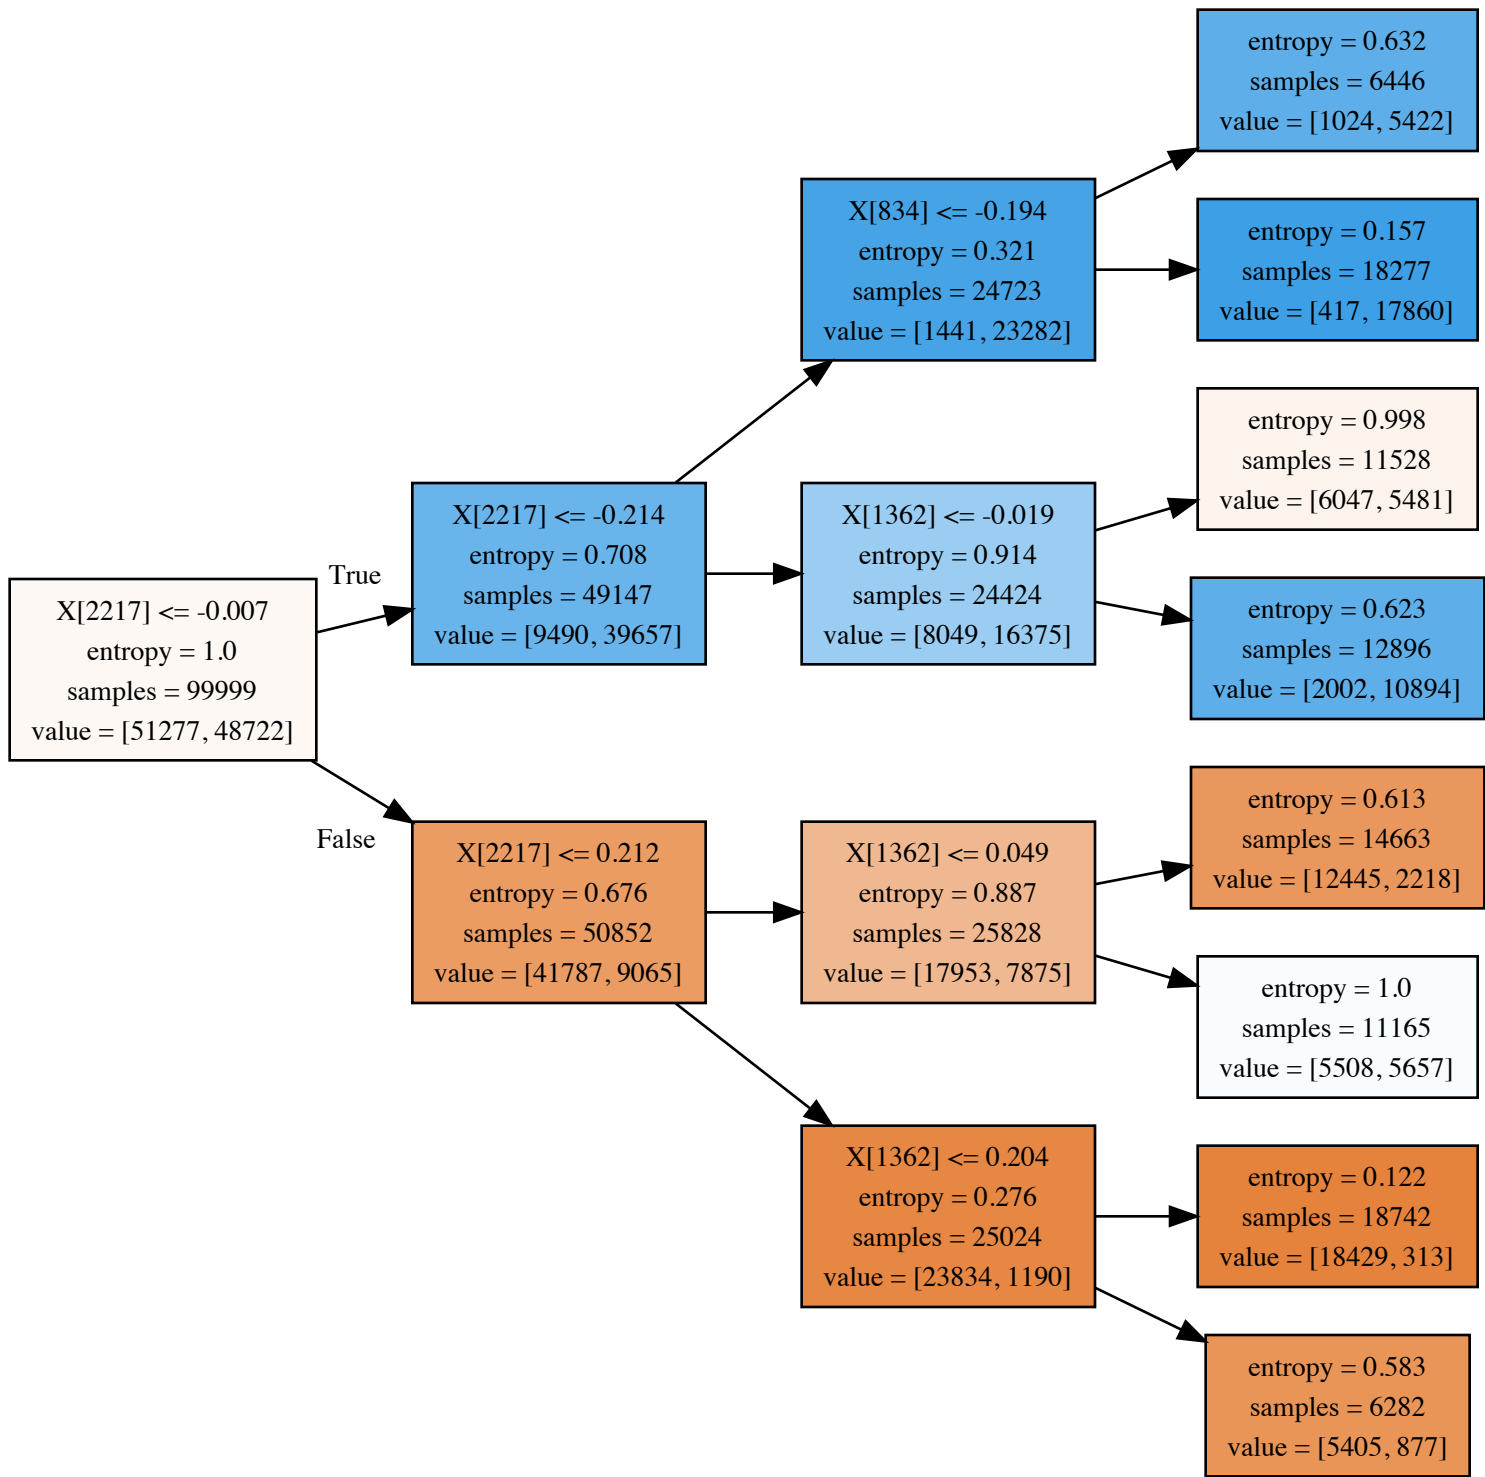 X[2217] <= -0.007
entropy = 1.0
samples = 99999
value = [51277, 48722]
True
False
X[2217] <= -0.214
entropy = 0.708
samples = 49147
value = [9490, 39657]
X[2217] <= 0.212
entropy = 0.676
samples = 50852
value = [41787, 9065]
X[834] <= -0.194
entropy = 0.321
samples = 24723
value = [1441, 23282]
X[1362] <= -0.019
entropy = 0.914
samples = 24424
value = [8049, 16375]
X[1362] <= 0.049
entropy = 0.887
samples = 25828
value = [17953, 7875]
X[1362] <= 0.204
entropy = 0.276
samples = 25024
value = [23834, 1190]
entropy = 0.632
samples = 6446
value = [1024, 5422]
entropy = 0.157
samples = 18277
value = [417, 17860]
entropy = 0.998
samples = 11528
value = [6047, 5481]
entropy = 0.623
samples = 12896
value = [2002, 10894]
entropy = 0.613
samples = 14663
value = [12445, 2218]
entropy = 1.0
samples = 11165
value = [5508, 5657]
entropy = 0.122
samples = 18742
value = [18429, 313]
entropy = 0.583
samples = 6282
value = [5405, 877]